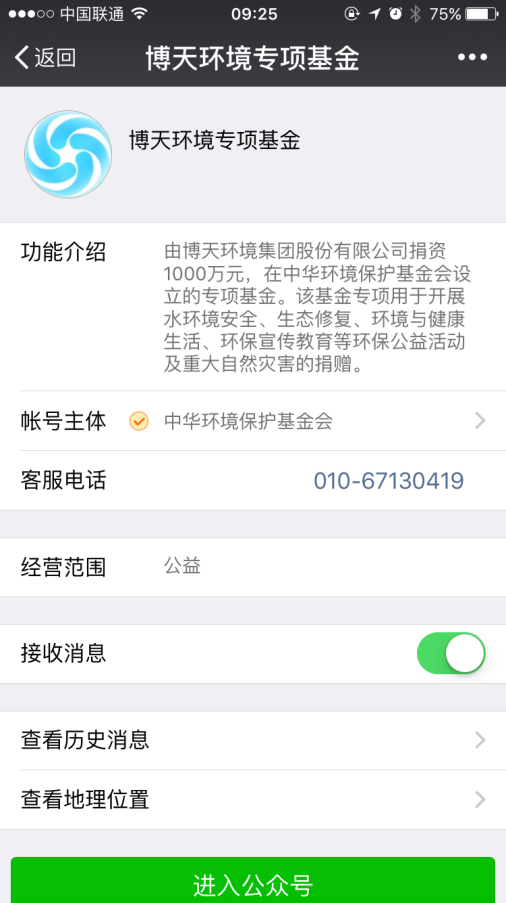 中国联通
09:25
75%
返回
博天环境专项基金
博天环境专项基金
功能介绍
由博天环境集团股份有限公司捐资
1000万元，在中华环境保护基金会设
立的专项基金。该基金专项用于开展
水环境安全、生态修复、环境与健康
生活、环保宣传教育等环保公益活动
及重大自然灾害的捐赠。
帐号主体
中华环境保护基金会
客服电话
010-67130419
经营范围
公益
接收消息
查看历史消息
查看地理位置
进入公众号